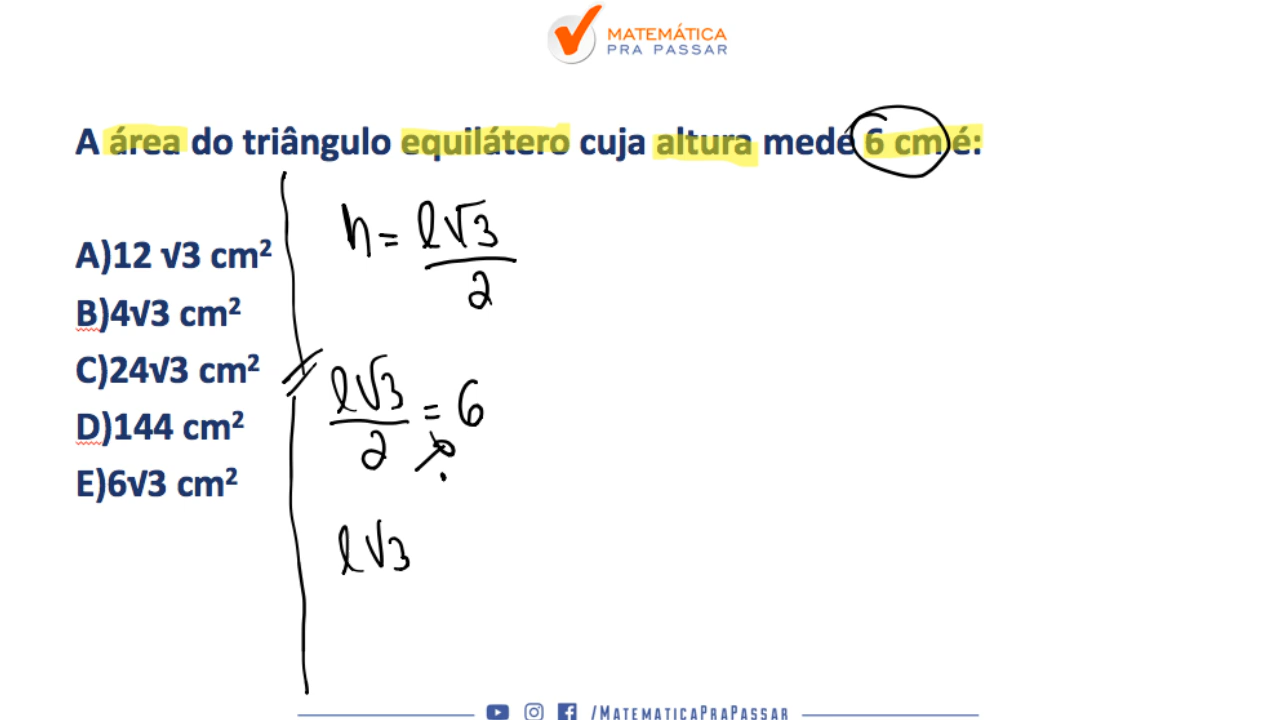 MATEMÁTICA
PRA PASSAR
A área do triângulo equilátero cuja altura mede 6 cm é:
A)12 √3 cm²
B)4√3 cm²
C)24√3 cm²
D)144 cm²
E)6√3 cm²
h = l√3
2
l√3 = 6
2
l√3
/MATEMATICAPRAPASSAR